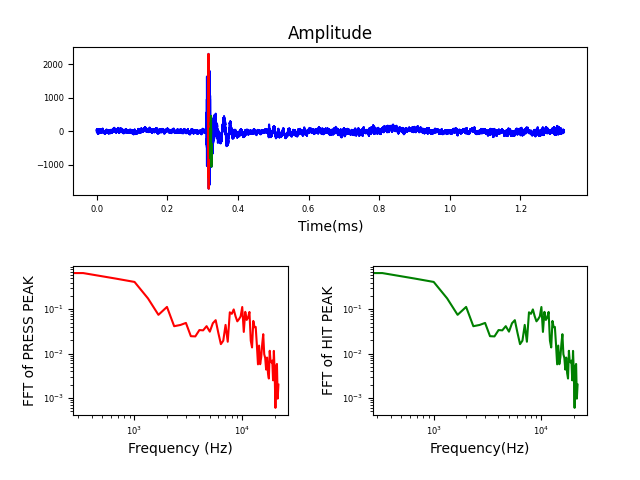 Amplitude
2000
1000
0
−1000
0.0 0.2 0.4 0.6 0.8 1.0 1.2
Time(ms)
FFT of PRESS PEAK
10⁻¹
10⁻²
10⁻³
10³ 10⁴
Frequency (Hz)
FFT of HIT PEAK
10⁻¹
10⁻²
10⁻³
10³ 10⁴
Frequency(Hz)